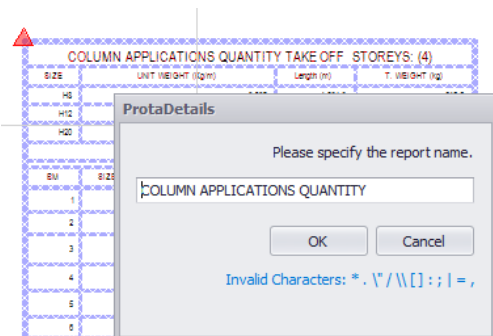 COLUMN APPLICATIONS QUANTITY TAKE OFF STOREYS: (4)
SIZE UNIT WEIGHT (kg/m) Length (m) T. WEIGHT (kg)
H8
H12
H20
ProtaDetails
Please specify the report name.
COLUMN APPLICATIONS QUANTITY
OK Cancel
Invalid Characters: * . \" / \\ [ ] : ; | = ,
BM SIZE
1
2
3
4
5
6